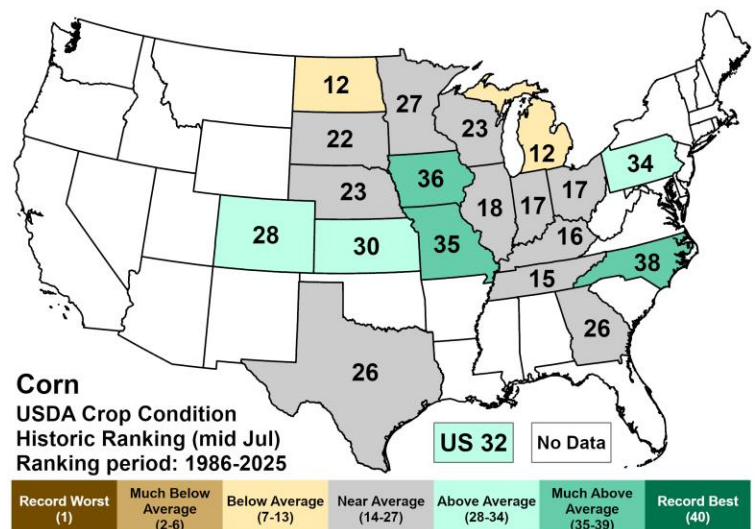 12
27
22
23
12
34
36
23
18
17
17
28
30
35
16
15
38
26
26
Corn
USDA Crop Condition
Historic Ranking (mid Jul)
Ranking period: 1986-2025
US 32
No Data
Record Worst
(1)
Much Below
Average
(2-6)
Below Average
(7-13)
Near Average
(14-27)
Above Average
(28-34)
Much Above
Average
(35-39)
Record Best
(40)